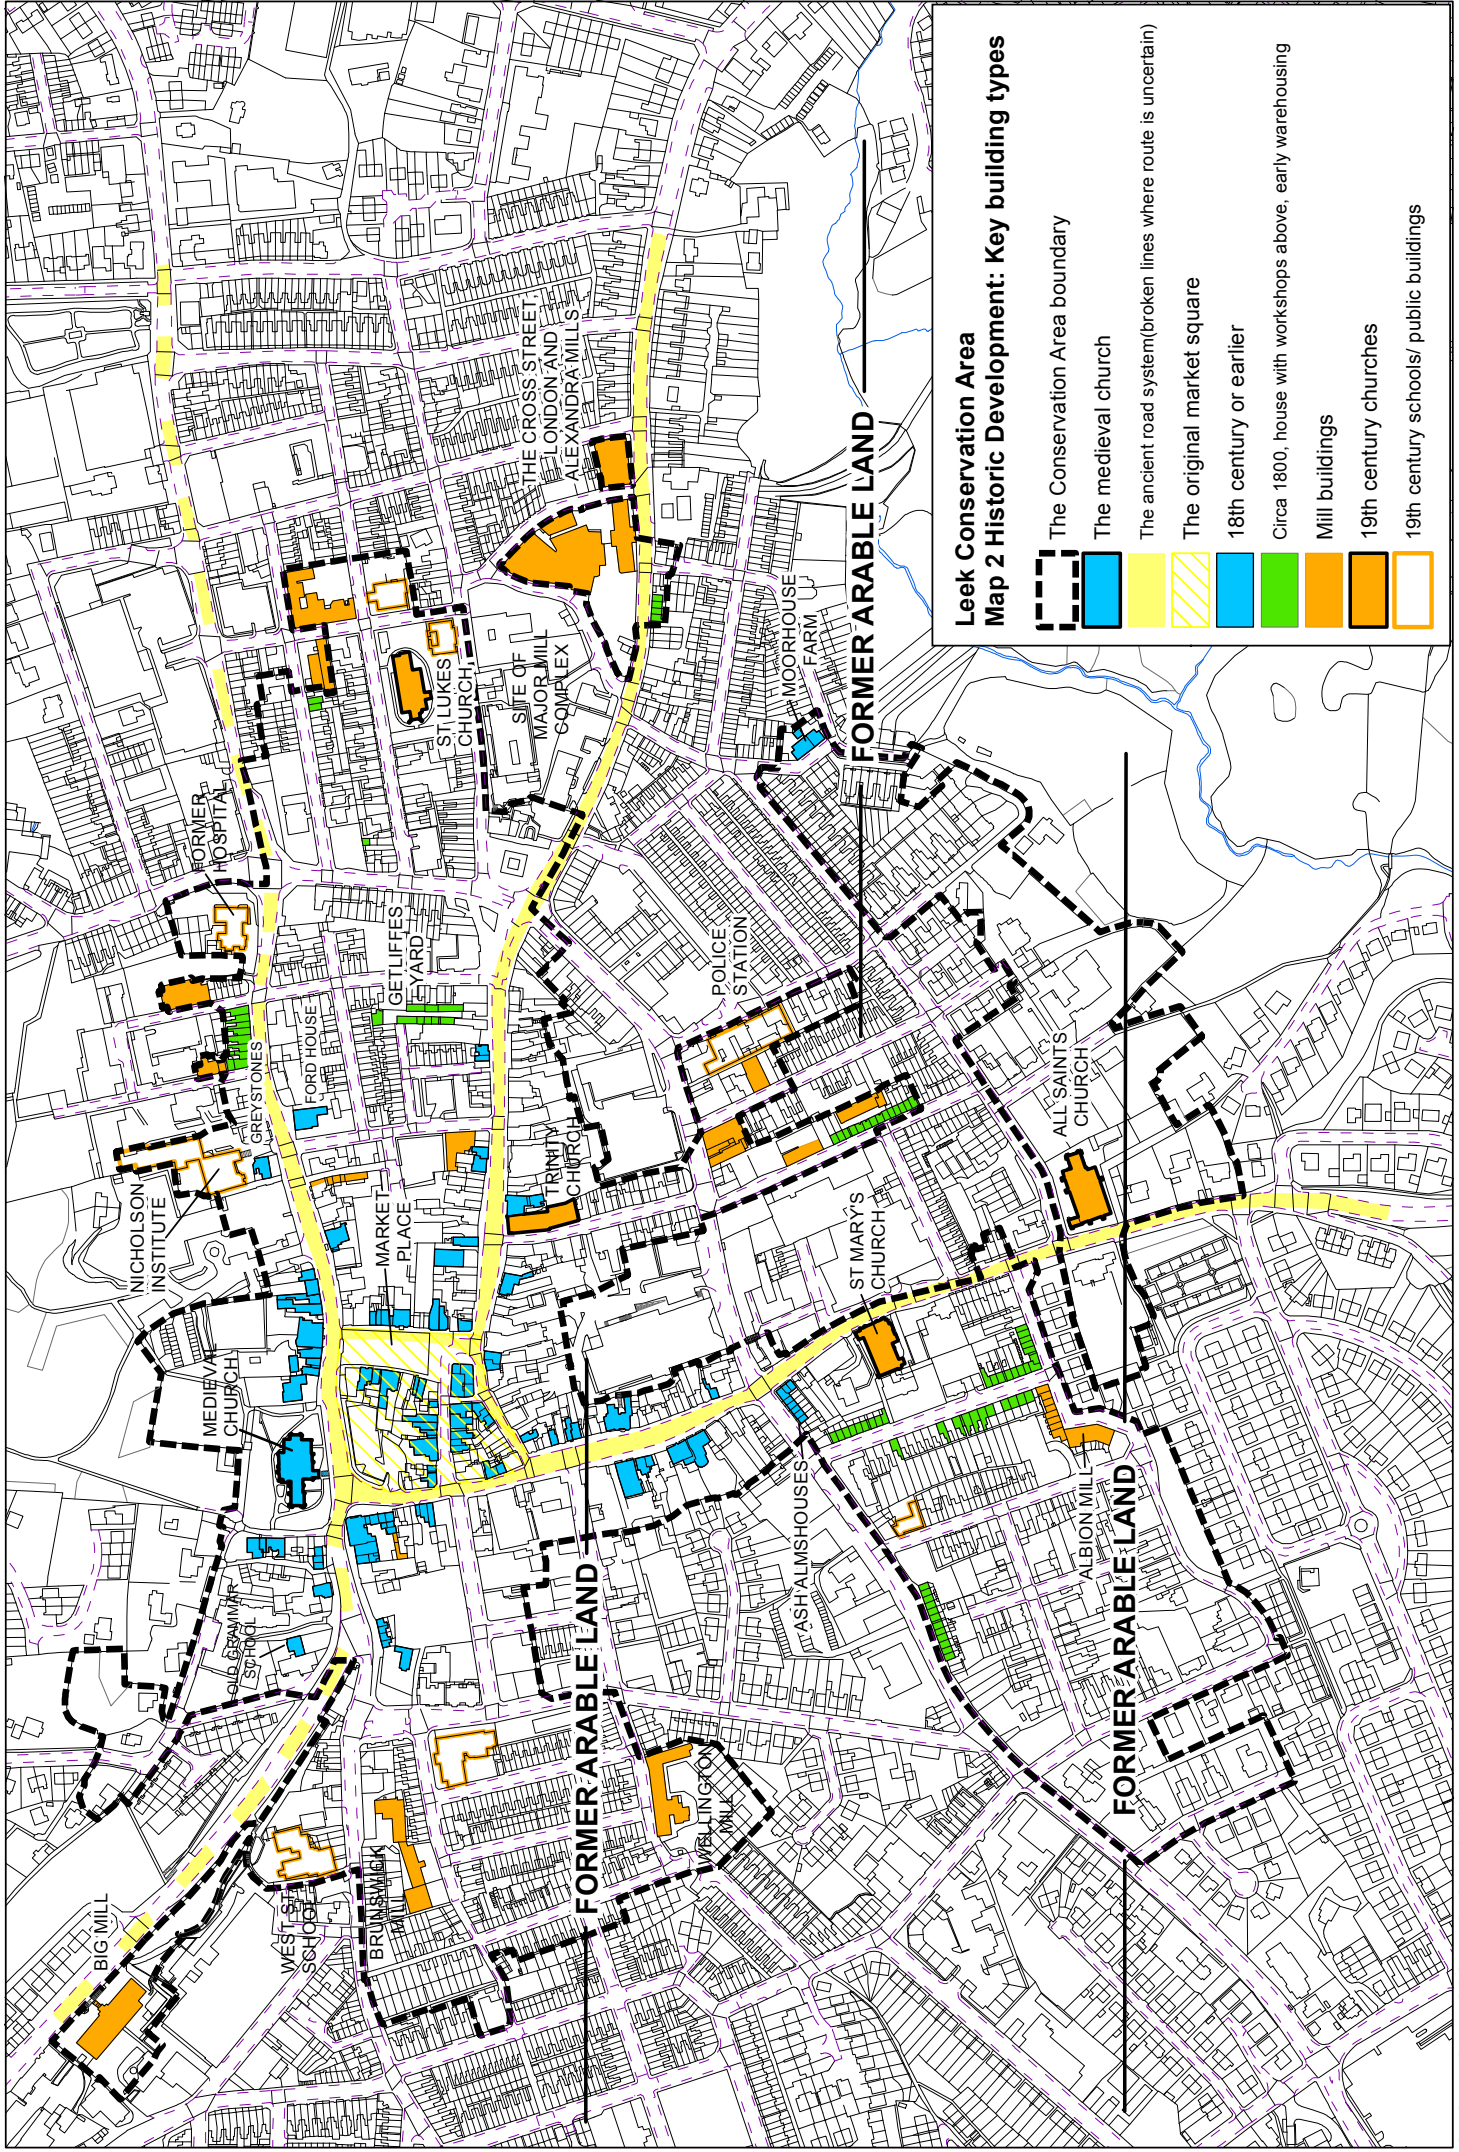 BIG MILL
WEST ST
SCHOOL
BRUNSWICK
MILL
OLD GRAMMAR
SCHOOL
MEDIEVAL
CHURCH
NICHOLSON
INSTITUTE
GREYSTONES
FORD HOUSE
FORMER
HOSPITAL
GETLIFFES
YARD
MARKET
PLACE
TRINITY
CHURCH
ST LUKES
CHURCH
SITE OF
MAJOR MILL
COMPLEX
THE CROSS STREET,
LONDON AND
ALEXANDRA MILLS
MOORHOUSE
FARM
POLICE
STATION
FORMER ARABLE LAND
FORMER ARABLE LAND
WELLINGTON
MILL
ASH ALMSHOUSES
ST MARY'S
CHURCH
ALL SAINTS
CHURCH
ALBION MILL
FORMER ARABLE LAND
Leek Conservation Area
Map 2 Historic Development: Key building types
The Conservation Area boundary
The medieval church
The ancient road system(broken lines where route is uncertain)
The original market square
18th century or earlier
Circa 1800, house with workshops above, early warehousing
Mill buildings
19th century churches
19th century schools/ public buildings